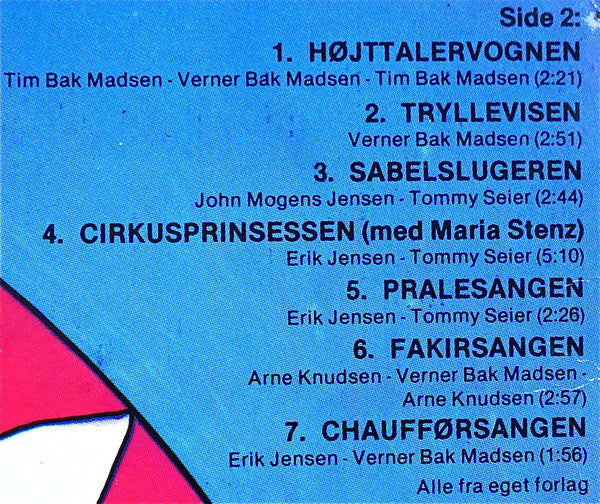 Side 2:
1. HØJTTALERVOGNEN
Tim Bak Madsen - Verner Bak Madsen - Tim Bak Madsen (2:21)
2. TRYLLEVISEN
Verner Bak Madsen (2:51)
3. SABELSLUGEREN
John Mogens Jensen - Tommy Seier (2:44)
4. CIRKUSPRINSESSEN (med Maria Stenz)
Erik Jensen - Tommy Seier (5:10)
5. PRALESANGEN
Erik Jensen - Tommy Seier (2:26)
6. FAKIRSANGEN
Arne Knudsen - Verner Bak Madsen -
Arne Knudsen (2:57)
7. CHAUFFØRSANGEN
Erik Jensen - Verner Bak Madsen (1:56)
Alle fra eget forlag